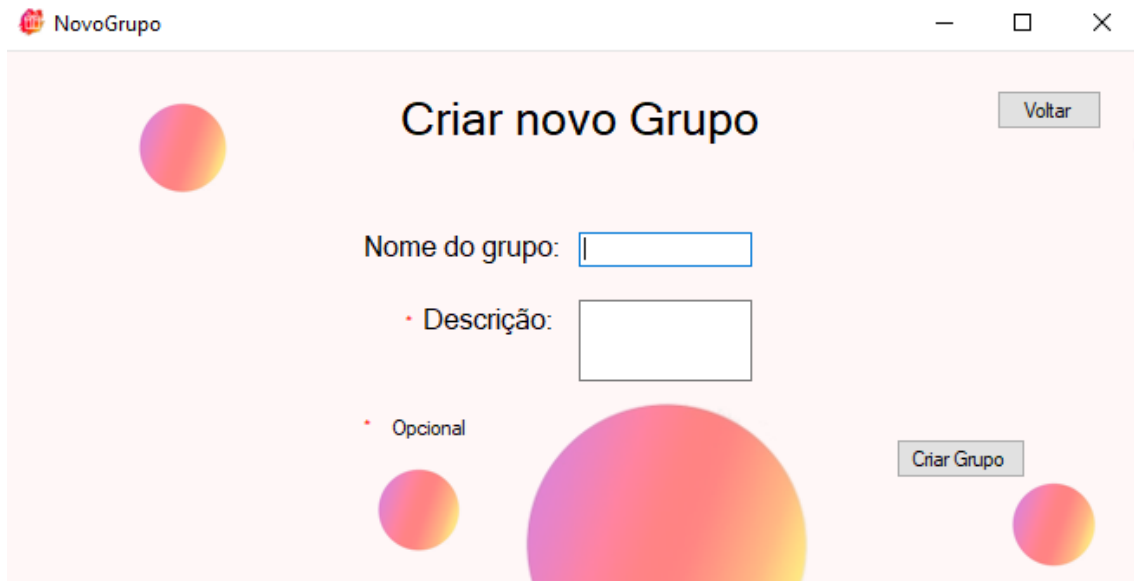 NovoGrupo
Criar novo Grupo
Voltar
Nome do grupo:
* Descrição:
* Opcional
Criar Grupo